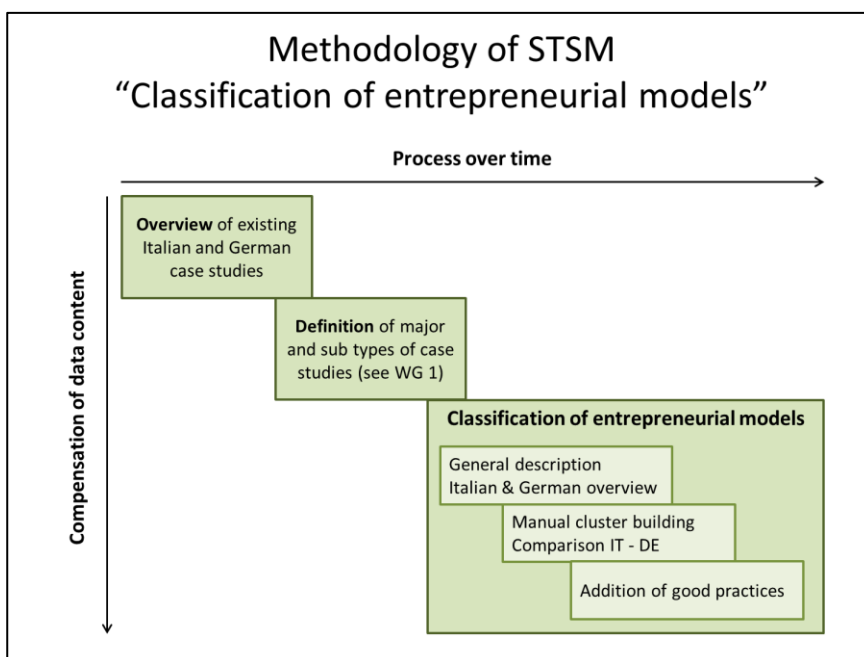 Methodology of STSM
“Classification of entrepreneurial models”
Process over time
Compensation of data content
Overview of existing
Italian and German
case studies
Definition of major
and sub types of case
studies (see WG 1)
Classification of entrepreneurial models
General description
Italian & German overview
Manual cluster building
Comparison IT - DE
Addition of good practices